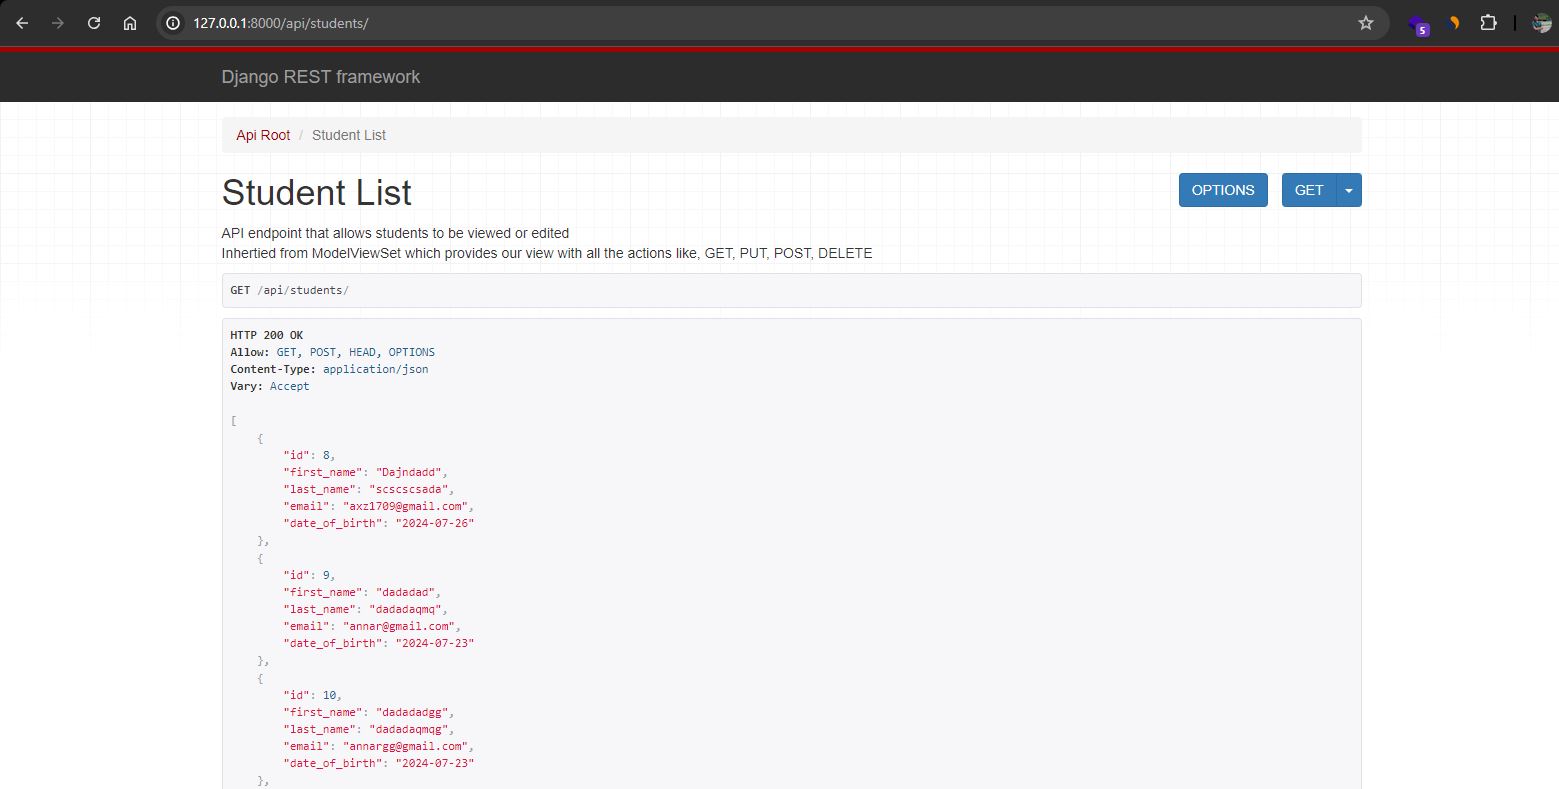 127.0.0.1:8000/api/students/
5
Django REST framework
Api Root / Student List
Student List
OPTIONS
GET
API endpoint that allows students to be viewed or edited
Inhertied from ModelViewSet which provides our view with all the actions like, GET, PUT, POST, DELETE
GET /api/students/
HTTP 200 OK
Allow: GET, POST, HEAD, OPTIONS
Content-Type: application/json
Vary: Accept
[
    {
        "id": 8,
        "first_name": "Dajndadd",
        "last_name": "scscscsada",
        "email": "axz1709@gmail.com",
        "date_of_birth": "2024-07-26"
    },
    {
        "id": 9,
        "first_name": "dadadad",
        "last_name": "dadadaqmq",
        "email": "annar@gmail.com",
        "date_of_birth": "2024-07-23"
    },
    {
        "id": 10,
        "first_name": "dadadadgg",
        "last_name": "dadadaqmqg",
        "email": "annargg@gmail.com",
        "date_of_birth": "2024-07-23"
    },